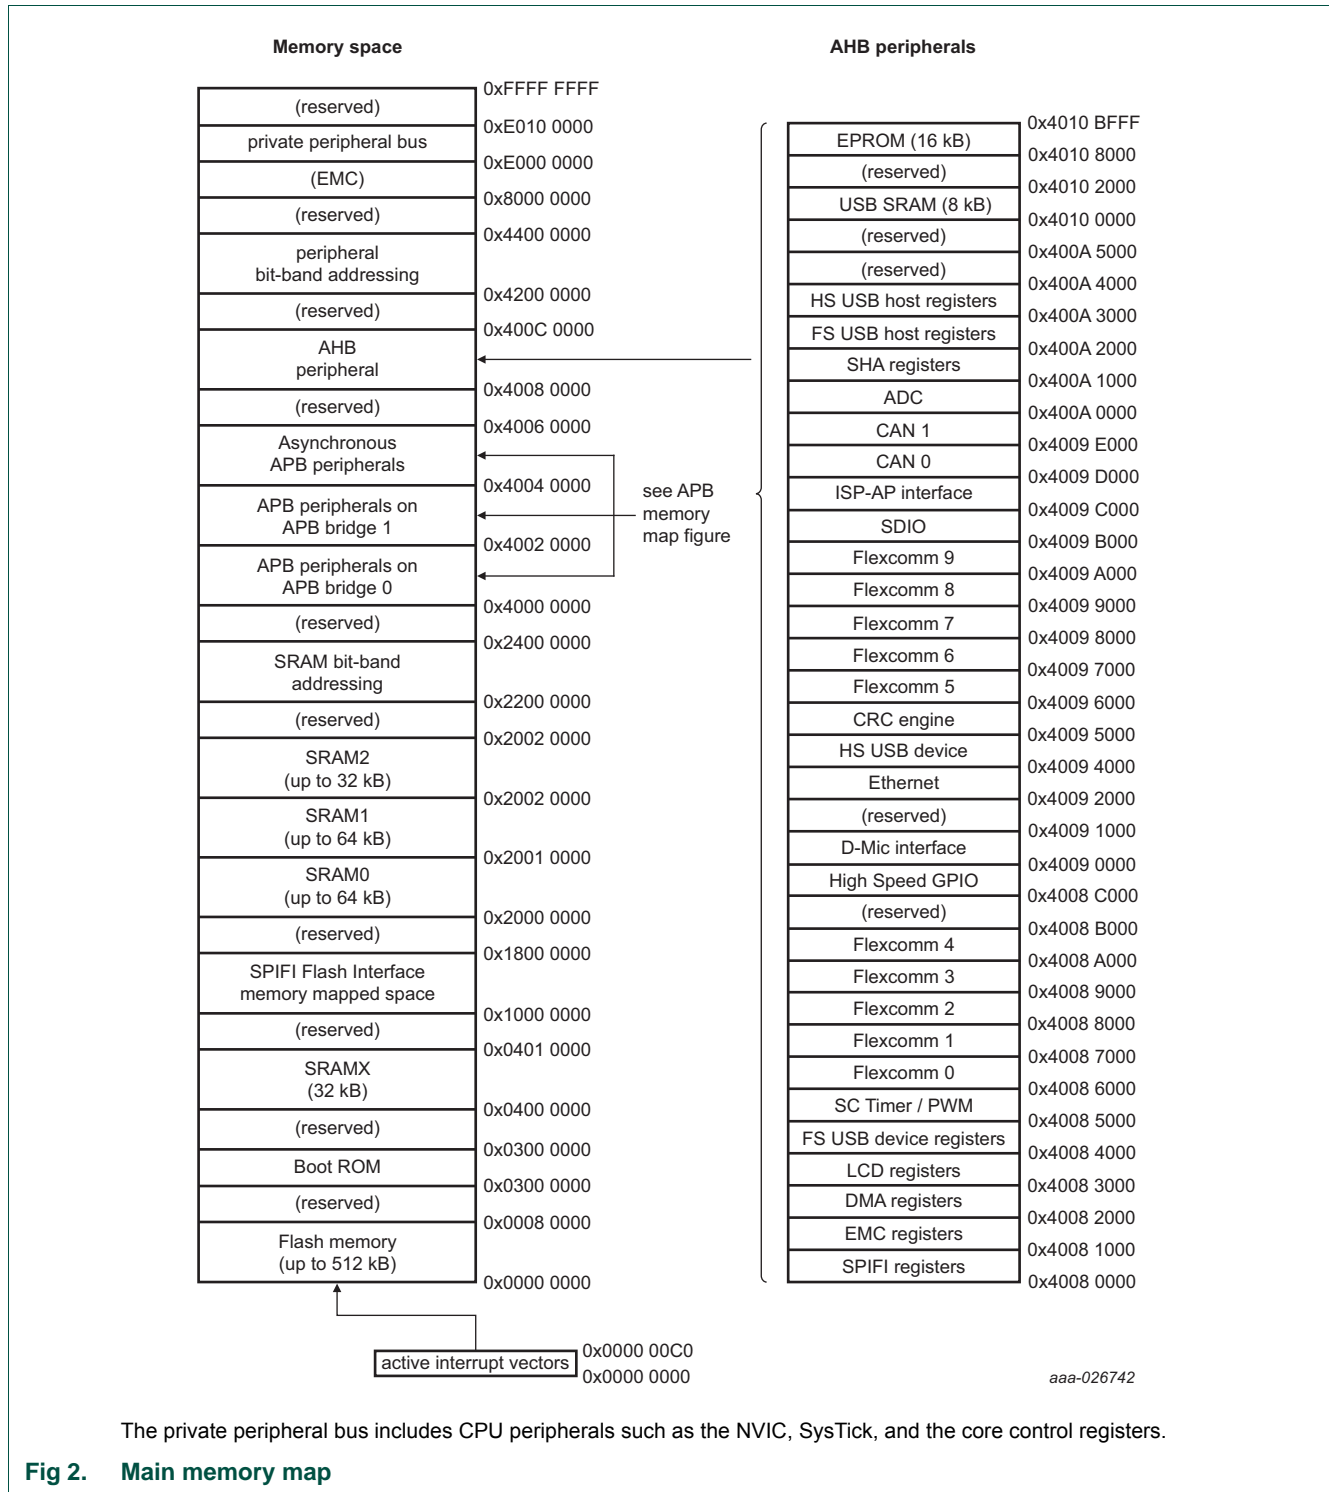 Memory space
0xFFFF FFFF
(reserved)
0xE010 0000
private peripheral bus
0xE000 0000
(EMC)
0x8000 0000
(reserved)
0x4400 0000
peripheral
bit-band addressing
0x4200 0000
(reserved)
0x400C 0000
AHB
peripheral
0x4008 0000
(reserved)
0x4006 0000
Asynchronous
APB peripherals
0x4004 0000
APB peripherals on
APB bridge 1
0x4002 0000
APB peripherals on
APB bridge 0
0x4000 0000
(reserved)
0x2400 0000
SRAM bit-band
addressing
0x2200 0000
(reserved)
0x2002 0000
SRAM2
(up to 32 kB)
0x2002 0000
SRAM1
(up to 64 kB)
0x2001 0000
SRAM0
(up to 64 kB)
0x2000 0000
(reserved)
0x1800 0000
SPIFI Flash Interface
memory mapped space
0x1000 0000
(reserved)
0x0401 0000
SRAMX
(32 kB)
0x0400 0000
(reserved)
0x0300 0000
Boot ROM
0x0300 0000
(reserved)
0x0008 0000
Flash memory
(up to 512 kB)
0x0000 0000
active interrupt vectors
0x0000 00C0
0x0000 0000
see APB
memory
map figure
AHB peripherals
0x4010 BFFF
EPROM (16 kB)
0x4010 8000
(reserved)
0x4010 2000
USB SRAM (8 kB)
0x4010 0000
(reserved)
0x400A 5000
(reserved)
0x400A 4000
HS USB host registers
0x400A 3000
FS USB host registers
0x400A 2000
SHA registers
0x400A 1000
ADC
0x400A 0000
CAN 1
0x4009 E000
CAN 0
0x4009 D000
ISP-AP interface
0x4009 C000
SDIO
0x4009 B000
Flexcomm 9
0x4009 A000
Flexcomm 8
0x4009 9000
Flexcomm 7
0x4009 8000
Flexcomm 6
0x4009 7000
Flexcomm 5
0x4009 6000
CRC engine
0x4009 5000
HS USB device
0x4009 4000
Ethernet
0x4009 2000
(reserved)
0x4009 1000
D-Mic interface
0x4009 0000
High Speed GPIO
0x4008 C000
(reserved)
0x4008 B000
Flexcomm 4
0x4008 A000
Flexcomm 3
0x4008 9000
Flexcomm 2
0x4008 8000
Flexcomm 1
0x4008 7000
Flexcomm 0
0x4008 6000
SC Timer / PWM
0x4008 5000
FS USB device registers
0x4008 4000
LCD registers
0x4008 3000
DMA registers
0x4008 2000
EMC registers
0x4008 1000
SPIFI registers
0x4008 0000
aaa-026742
The private peripheral bus includes CPU peripherals such as the NVIC, SysTick, and the core control registers.
Fig 2. Main memory map